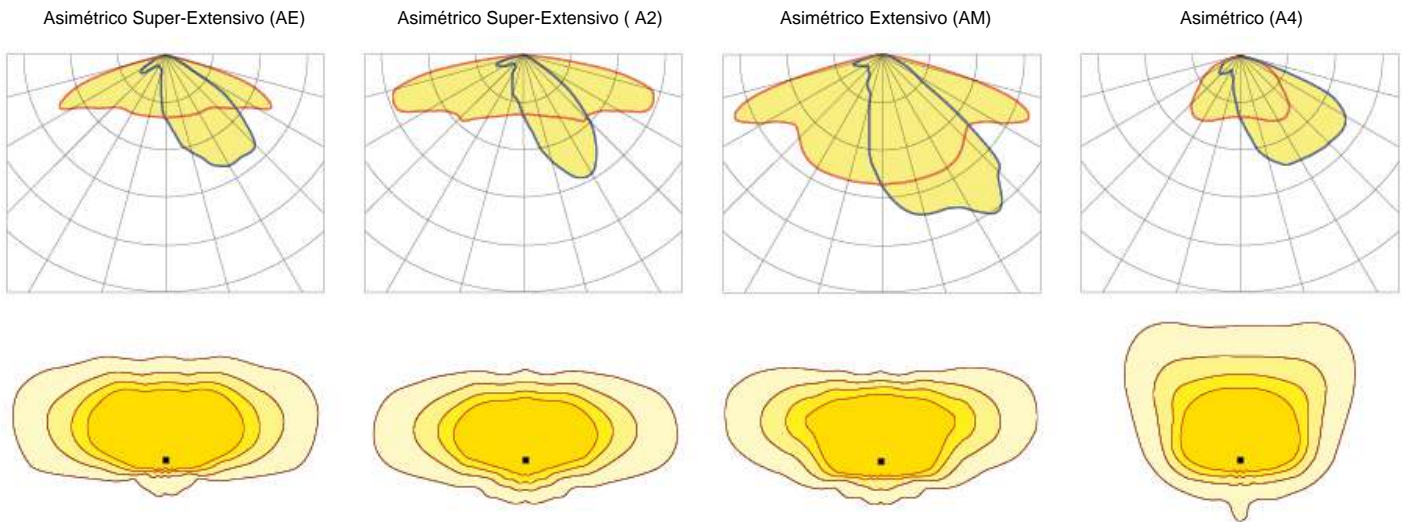 Asimétrico Super-Extensivo (AE)
Asimétrico Super-Extensivo ( A2)
Asimétrico Extensivo (AM)
Asimétrico (A4)